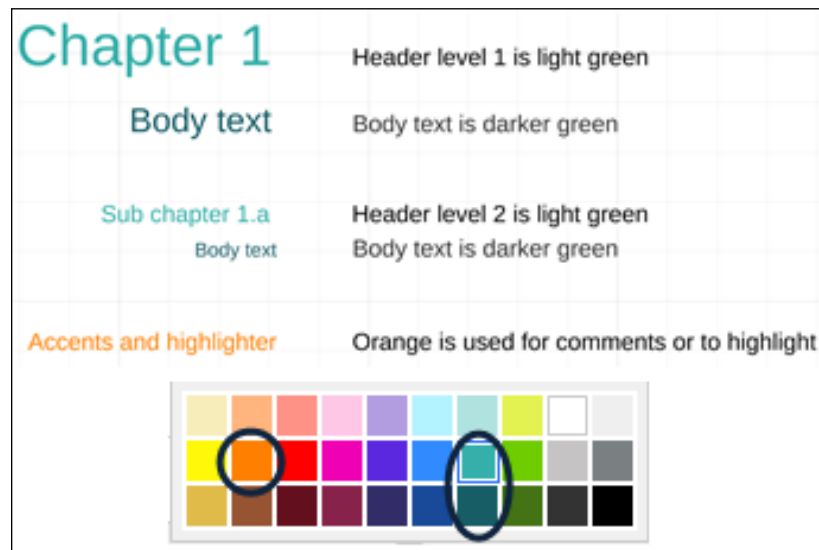 Chapter 1 Header level 1 is light green
Body text Body text is darker green
Sub chapter 1.a Header level 2 is light green
Body text Body text is darker green
Accents and highlighter Orange is used for comments or to highlight